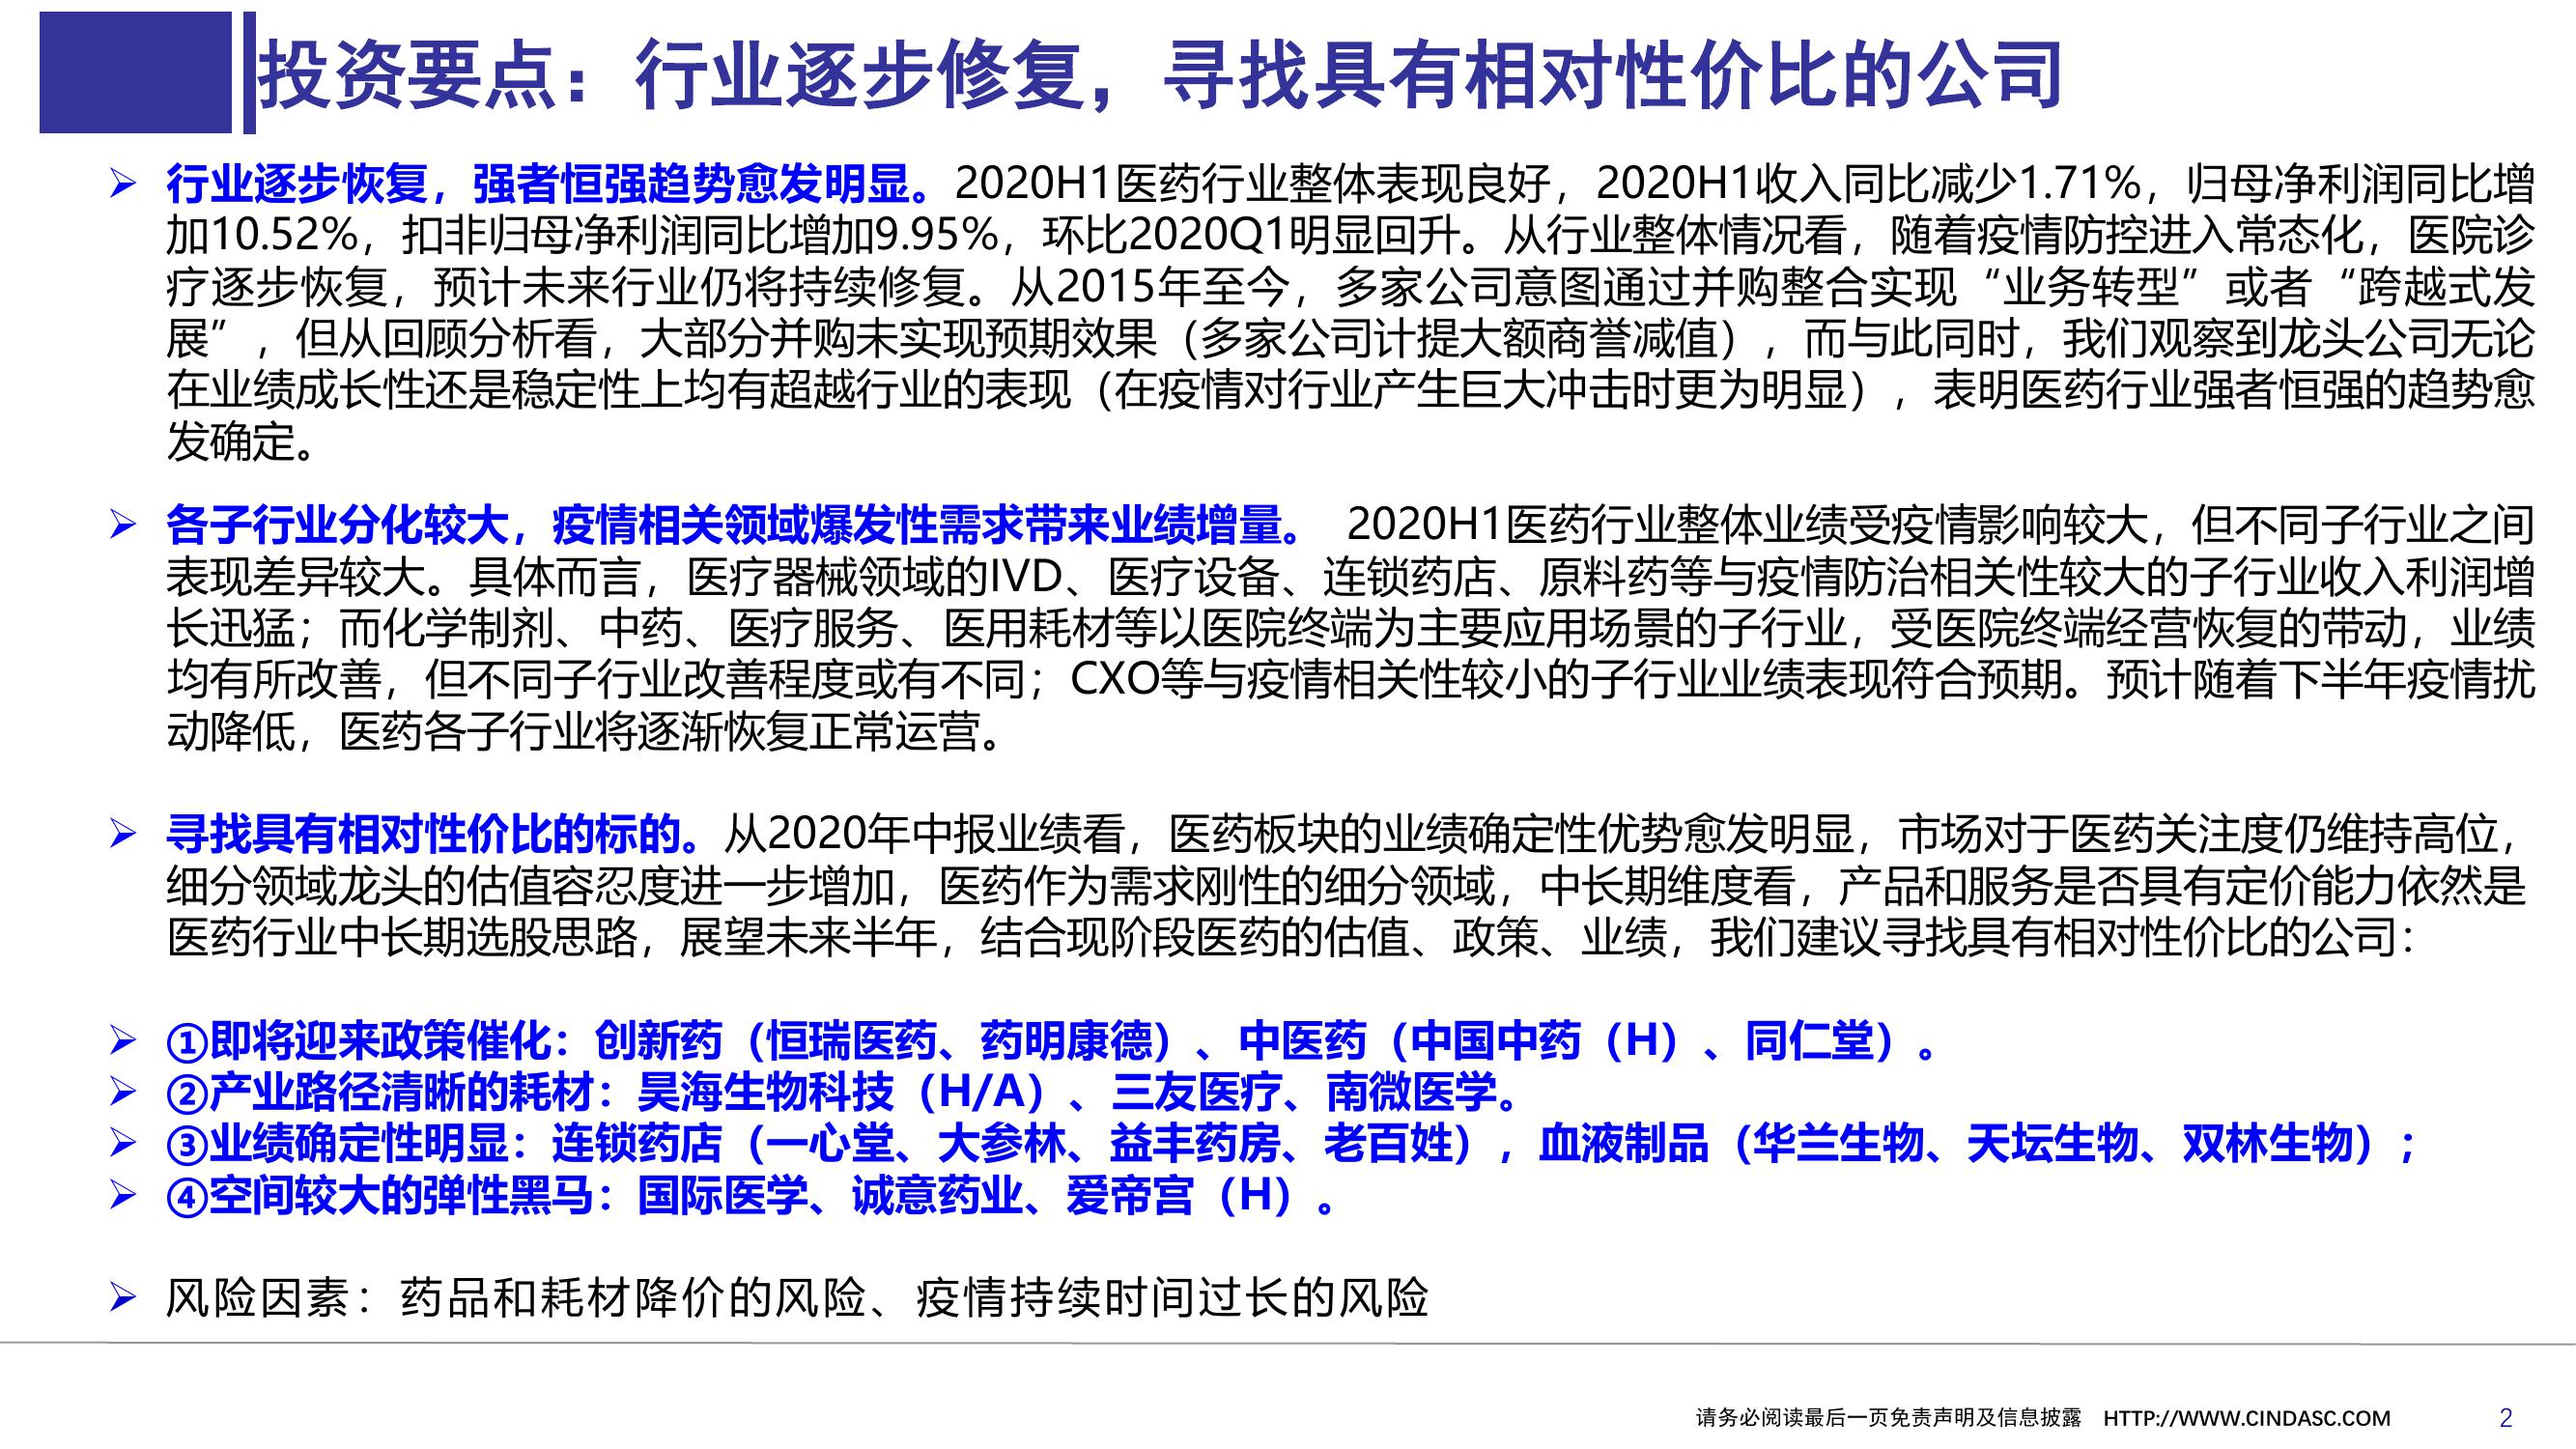 投资要点：行业逐步修复，寻找具有相对性价比的公司
➢ 行业逐步恢复，强者恒强趋势愈发明显。2020H1医药行业整体表现良好，2020H1收入同比减少1.71%，归母净利润同比增
加10.52%，扣非归母净利润同比增加9.95%，环比2020Q1明显回升。从行业整体情况看，随着疫情防控进入常态化，医院诊
疗逐步恢复，预计未来行业仍将持续修复。从2015年至今，多家公司意图通过并购整合实现“业务转型”或者“跨越式发
展”，但从回顾分析看，大部分并购未实现预期效果（多家公司计提大额商誉减值），而与此同时，我们观察到龙头公司无论
在业绩成长性还是稳定性上均有超越行业的表现（在疫情对行业产生巨大冲击时更为明显），表明医药行业强者恒强的趋势愈
发确定。
➢ 各子行业分化较大，疫情相关领域爆发性需求带来业绩增量。 2020H1医药行业整体业绩受疫情影响较大，但不同子行业之间
表现差异较大。具体而言，医疗器械领域的IVD、医疗设备、连锁药店、原料药等与疫情防治相关性较大的子行业收入利润增
长迅猛；而化学制剂、中药、医疗服务、医用耗材等以医院终端为主要应用场景的子行业，受医院终端经营恢复的带动，业绩
均有所改善，但不同子行业改善程度或有不同；CXO等与疫情相关性较小的子行业业绩表现符合预期。预计随着下半年疫情扰
动降低，医药各子行业将逐渐恢复正常运营。
➢ 寻找具有相对性价比的标的。从2020年中报业绩看，医药板块的业绩确定性优势愈发明显，市场对于医药关注度仍维持高位，
细分领域龙头的估值容忍度进一步增加，医药作为需求刚性的细分领域，中长期维度看，产品和服务是否具有定价能力依然是
医药行业中长期选股思路，展望未来半年，结合现阶段医药的估值、政策、业绩，我们建议寻找具有相对性价比的公司：
➢ ①即将迎来政策催化：创新药（恒瑞医药、药明康德）、中医药（中国中药（H）、同仁堂）。
➢ ②产业路径清晰的耗材：昊海生物科技（H/A）、三友医疗、南微医学。
➢ ③业绩确定性明显：连锁药店（一心堂、大参林、益丰药房、老百姓），血液制品（华兰生物、天坛生物、双林生物）；
➢ ④空间较大的弹性黑马：国际医学、诚意药业、爱帝宫（H）。
➢ 风险因素：药品和耗材降价的风险、疫情持续时间过长的风险
请务必阅读最后一页免责声明及信息披露 HTTP://WWW.CINDASC.COM 2